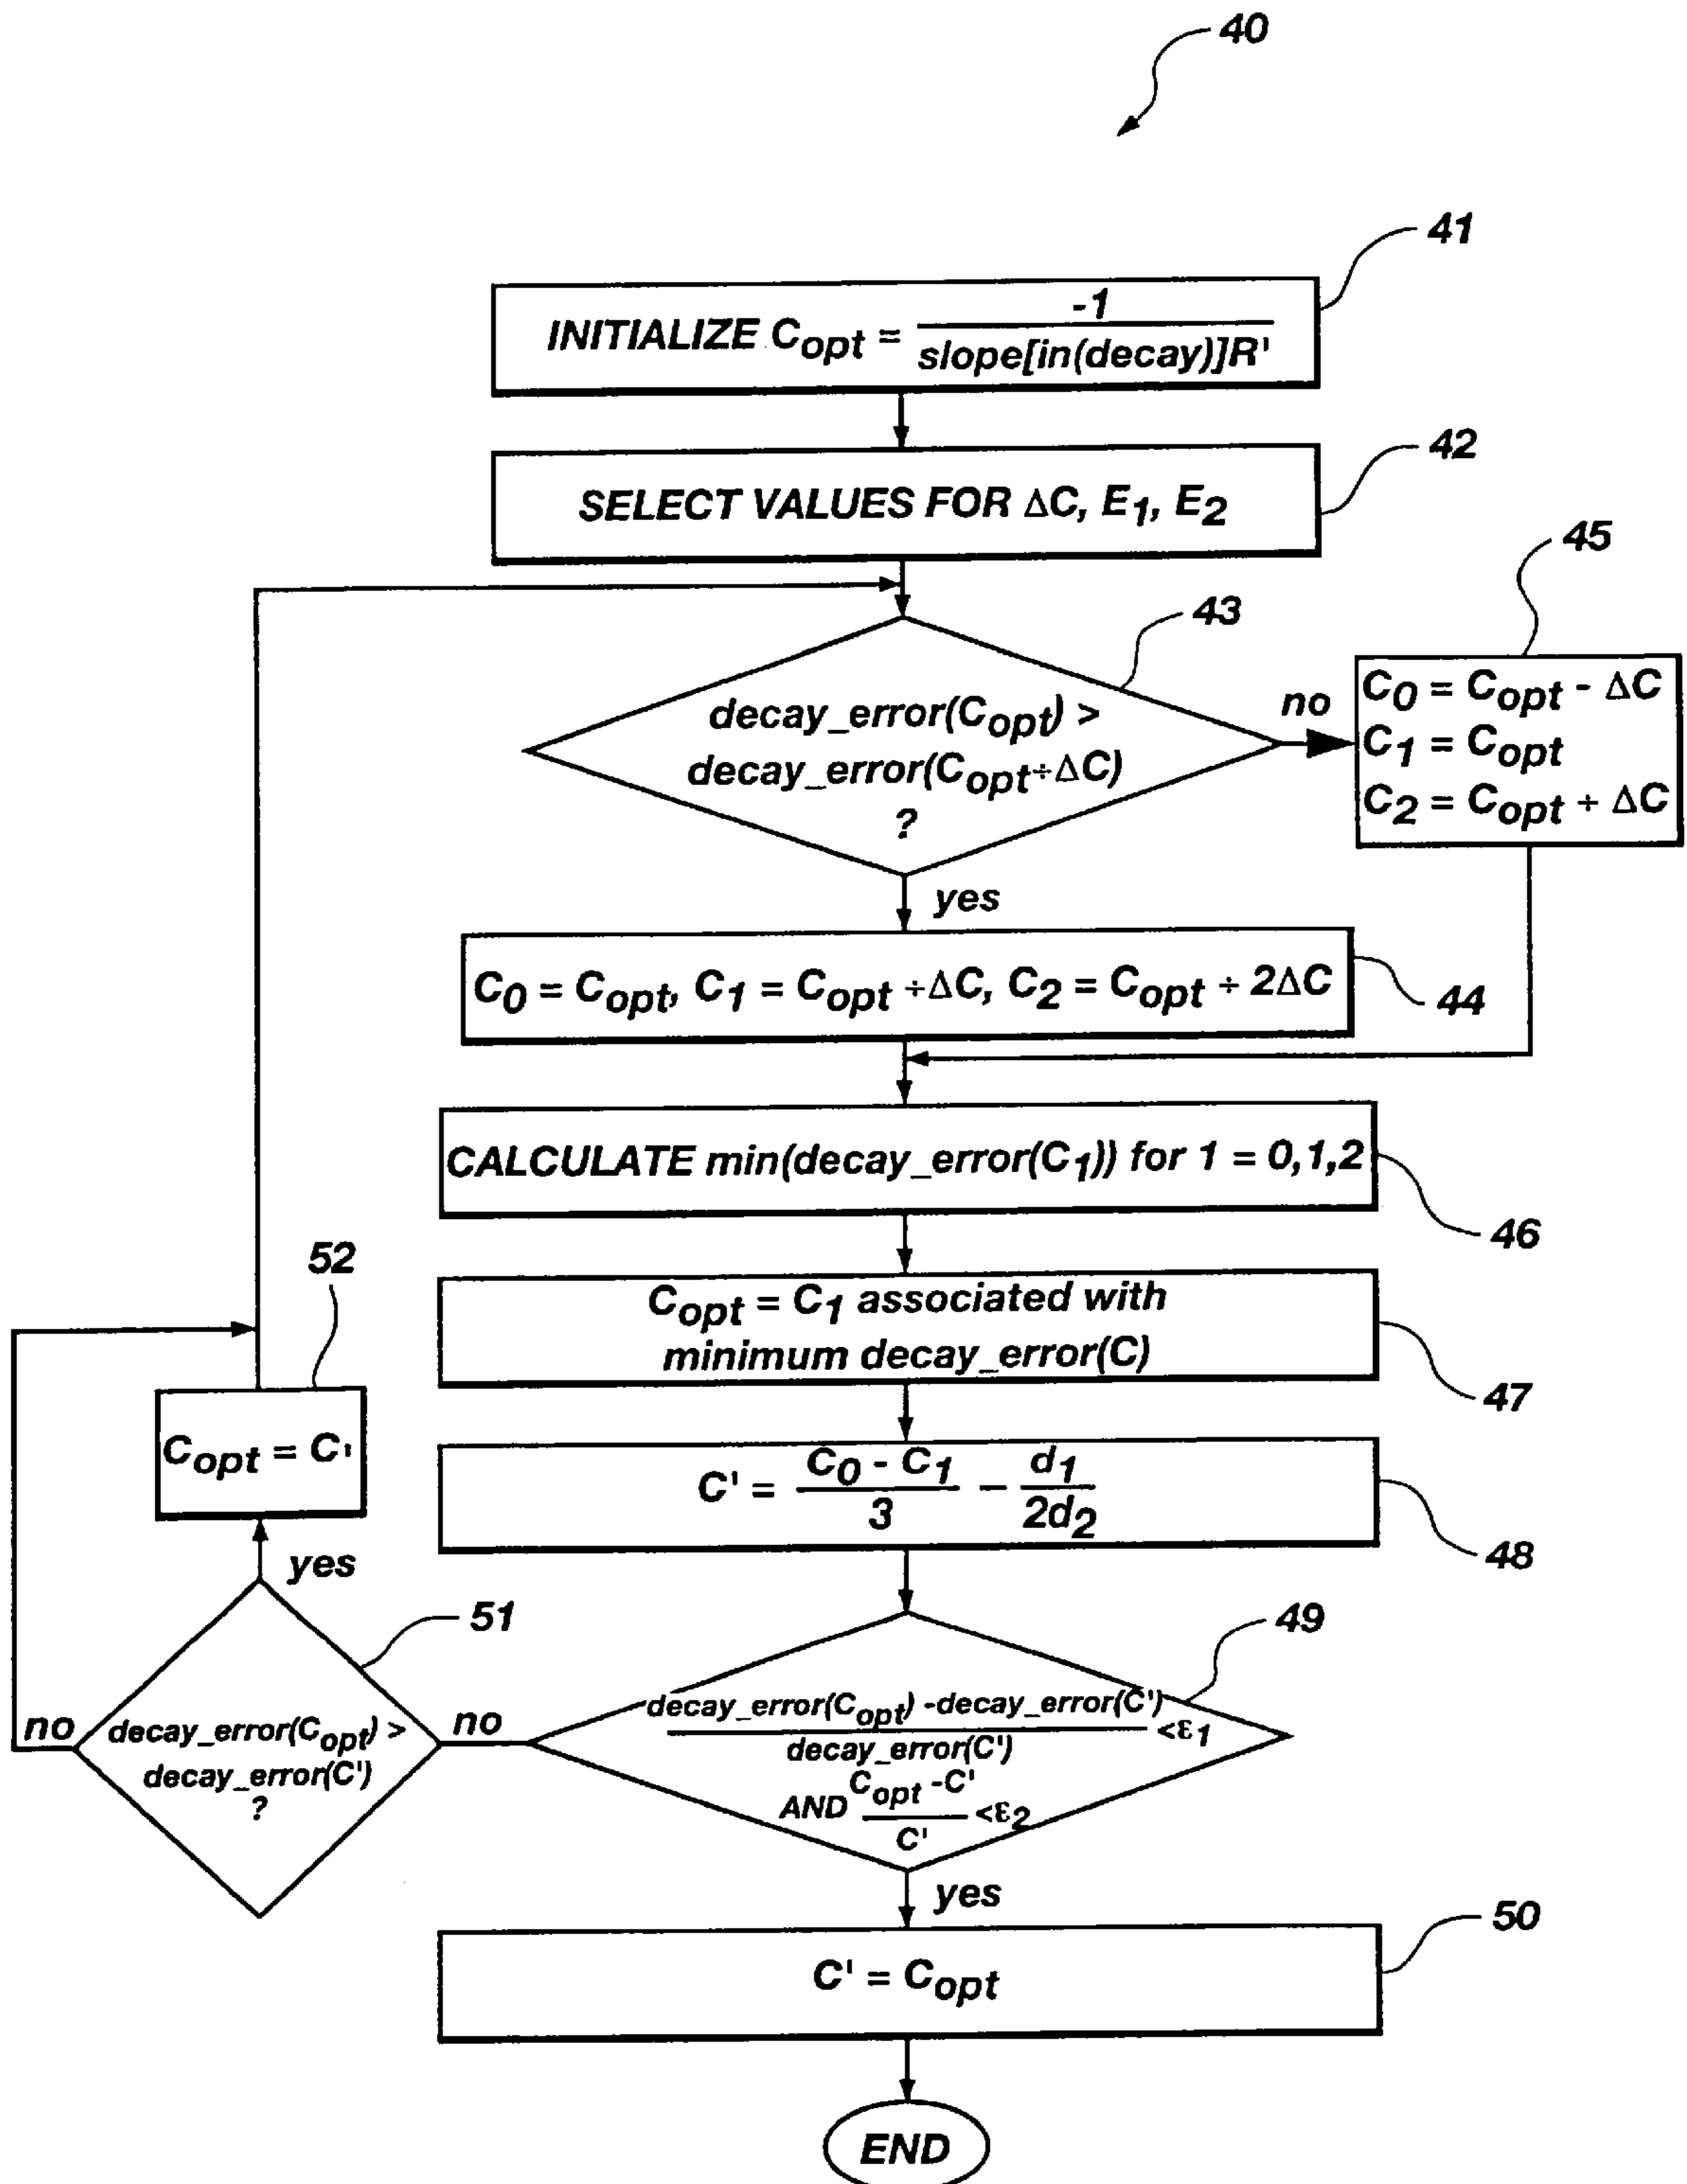 40
41
INITIALIZE Copt = -1
slope[in(decay)]R'
42
SELECT VALUES FOR ΔC, E1, E2
45
43
decay_error(Copt) >
decay_error(Copt÷ΔC)
?
no
C0 = Copt - ΔC
C1 = Copt
C2 = Copt ÷ ΔC
yes
C0 = Copt, C1 = Copt ÷ΔC, C2 = Copt ÷ 2ΔC
44
CALCULATE min(decay_error(C1)) for 1 = 0,1,2
46
52
Copt = C1 associated with
minimum decay_error(C)
47
Copt = C'
C' = C0 - C1 / 3 – d1 / 2d2
48
yes
51
49
decay_error(Copt) -decay_error(C')
decay_error(C')
<ε1
Copt -C'
AND
C'
<ε2
no
no
decay_error(Copt) >
decay_error(C')
?
yes
50
C' = Copt
END